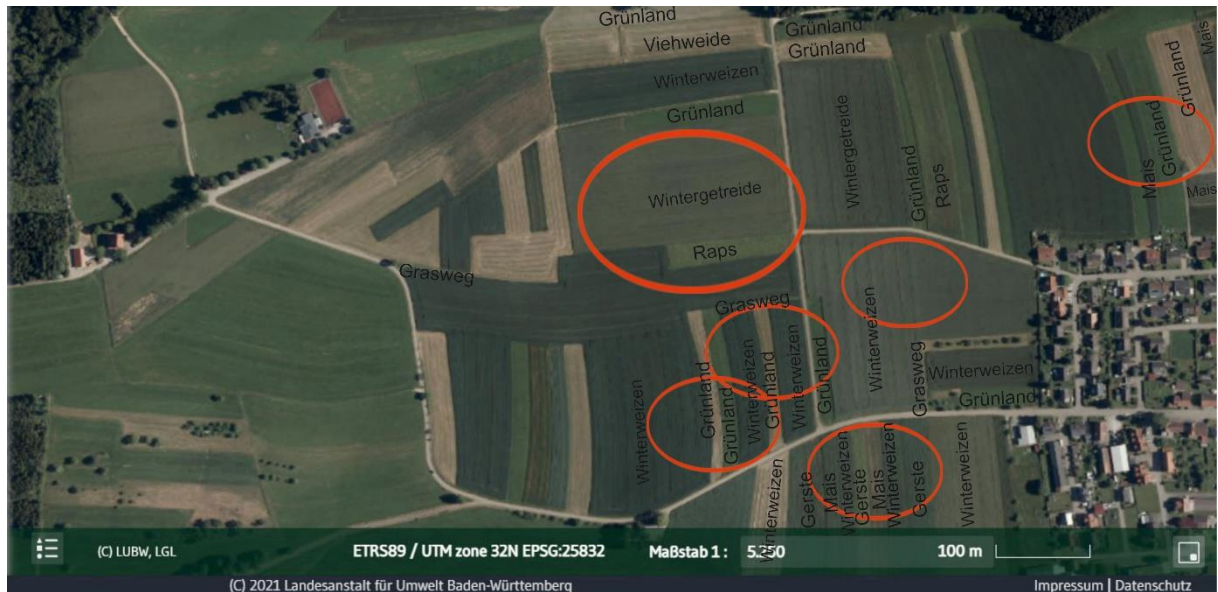 Grünland
Viehweide
Winterweizen
Grünland
Grünland
Grünland
Grünland
Mais
Wintergetreide
Wintergetreide
Grünland
Raps
Mais
Grünland
Mais
Raps
Grasweg
Grasweg
Winterweizen
Grünland
Grünland
Winterweizen
Grünland
Winterweizen
Grünland
Winterweizen
Grasweg
Winterweizen
Grünland
Winterweizen
Gerste
Mais
Winterweizen
Gerste
Mais
Winterweizen
Gerste
Winterweizen
(C) LUBW, LGL
ETRS89 / UTM zone 32N EPSG:25832
Maßstab 1 :
100 m
(C) 2021 Landesanstalt für Umwelt Baden-Württemberg
Impressum | Datenschutz